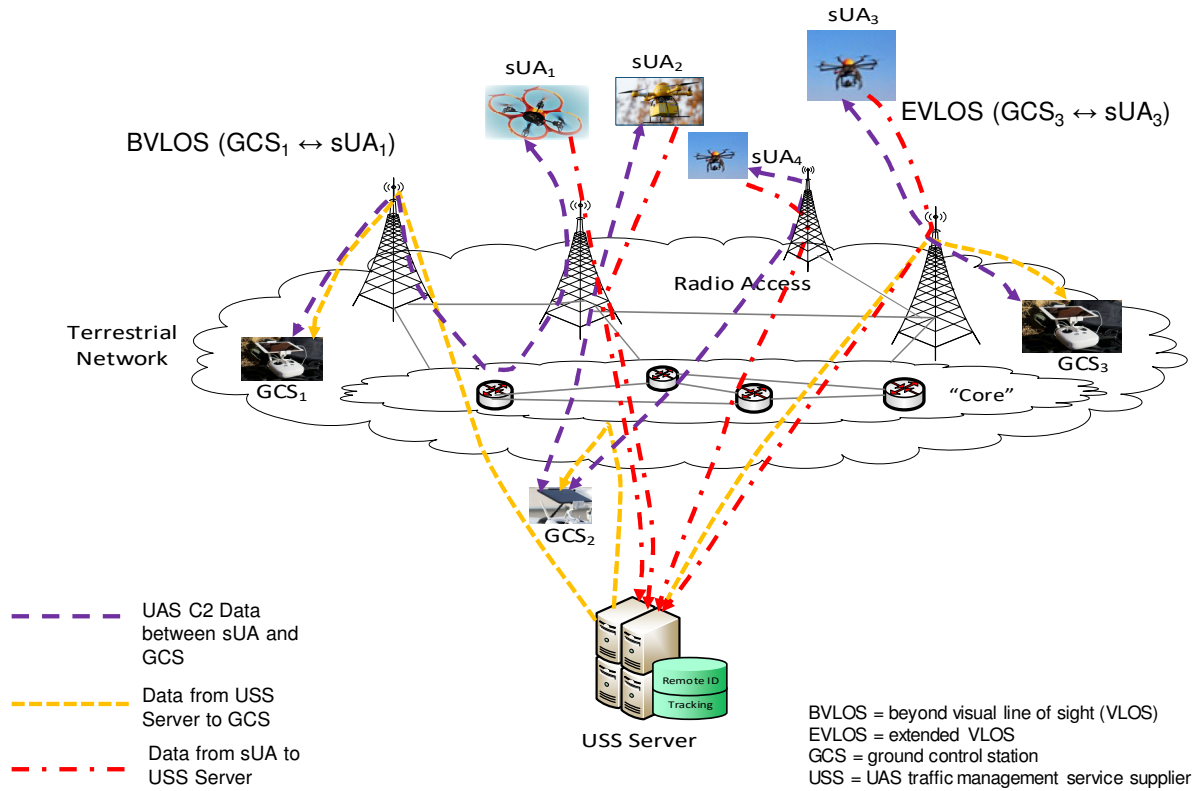 sUA₃
sUA₁
sUA₂
BVLOS (GCS₁ ↔ sUA₁)
EVLOS (GCS₃ ↔ sUA₃)
sUA₄
Radio Access
Terrestrial
Network
GCS₁
GCS₃
“Core”
GCS₂
UAS C2 Data
between sUA and
GCS
Data from USS
Server to GCS
Data from sUA to
USS Server
Remote ID
Tracking
USS Server
BVLOS = beyond visual line of sight (VLOS)
EVLOS = extended VLOS
GCS = ground control station
USS = UAS traffic management service supplier